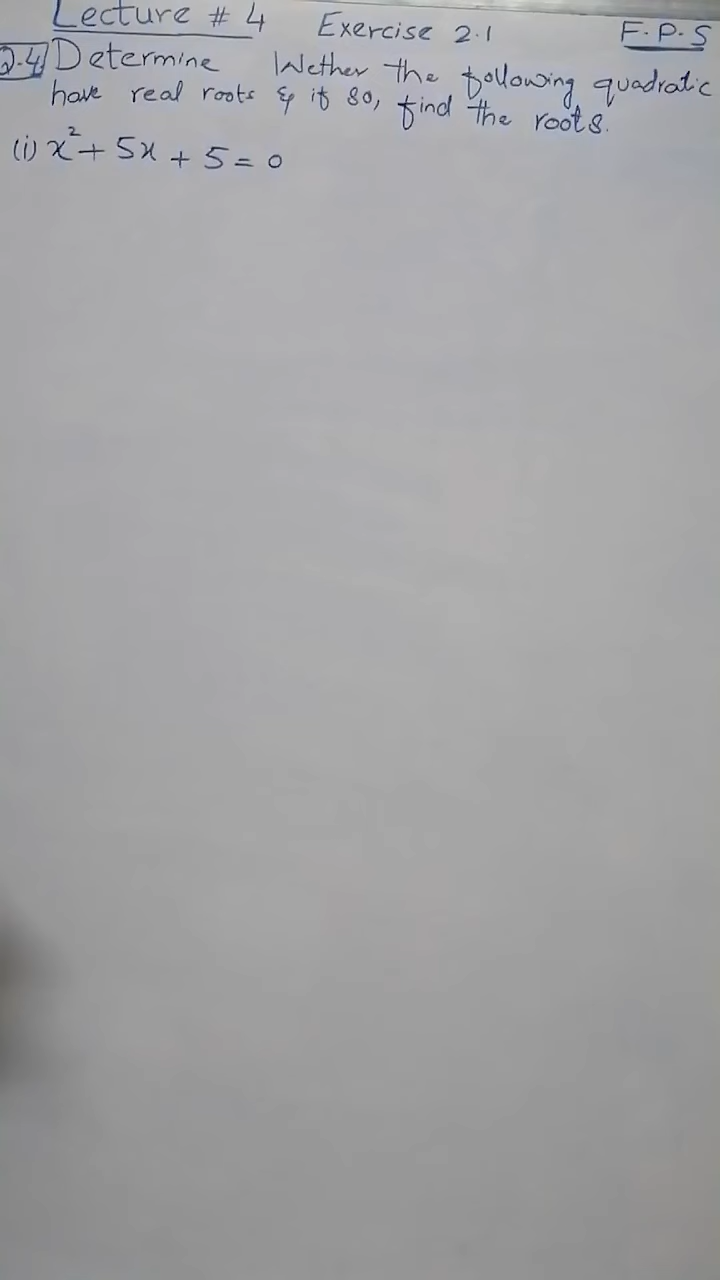 Lecture # 4 Exercise 2.1 F.P.S
Q.4 Determine Wether the following quadratic
have real roots & if so, find the roots.
(i) x² + 5x + 5 = 0